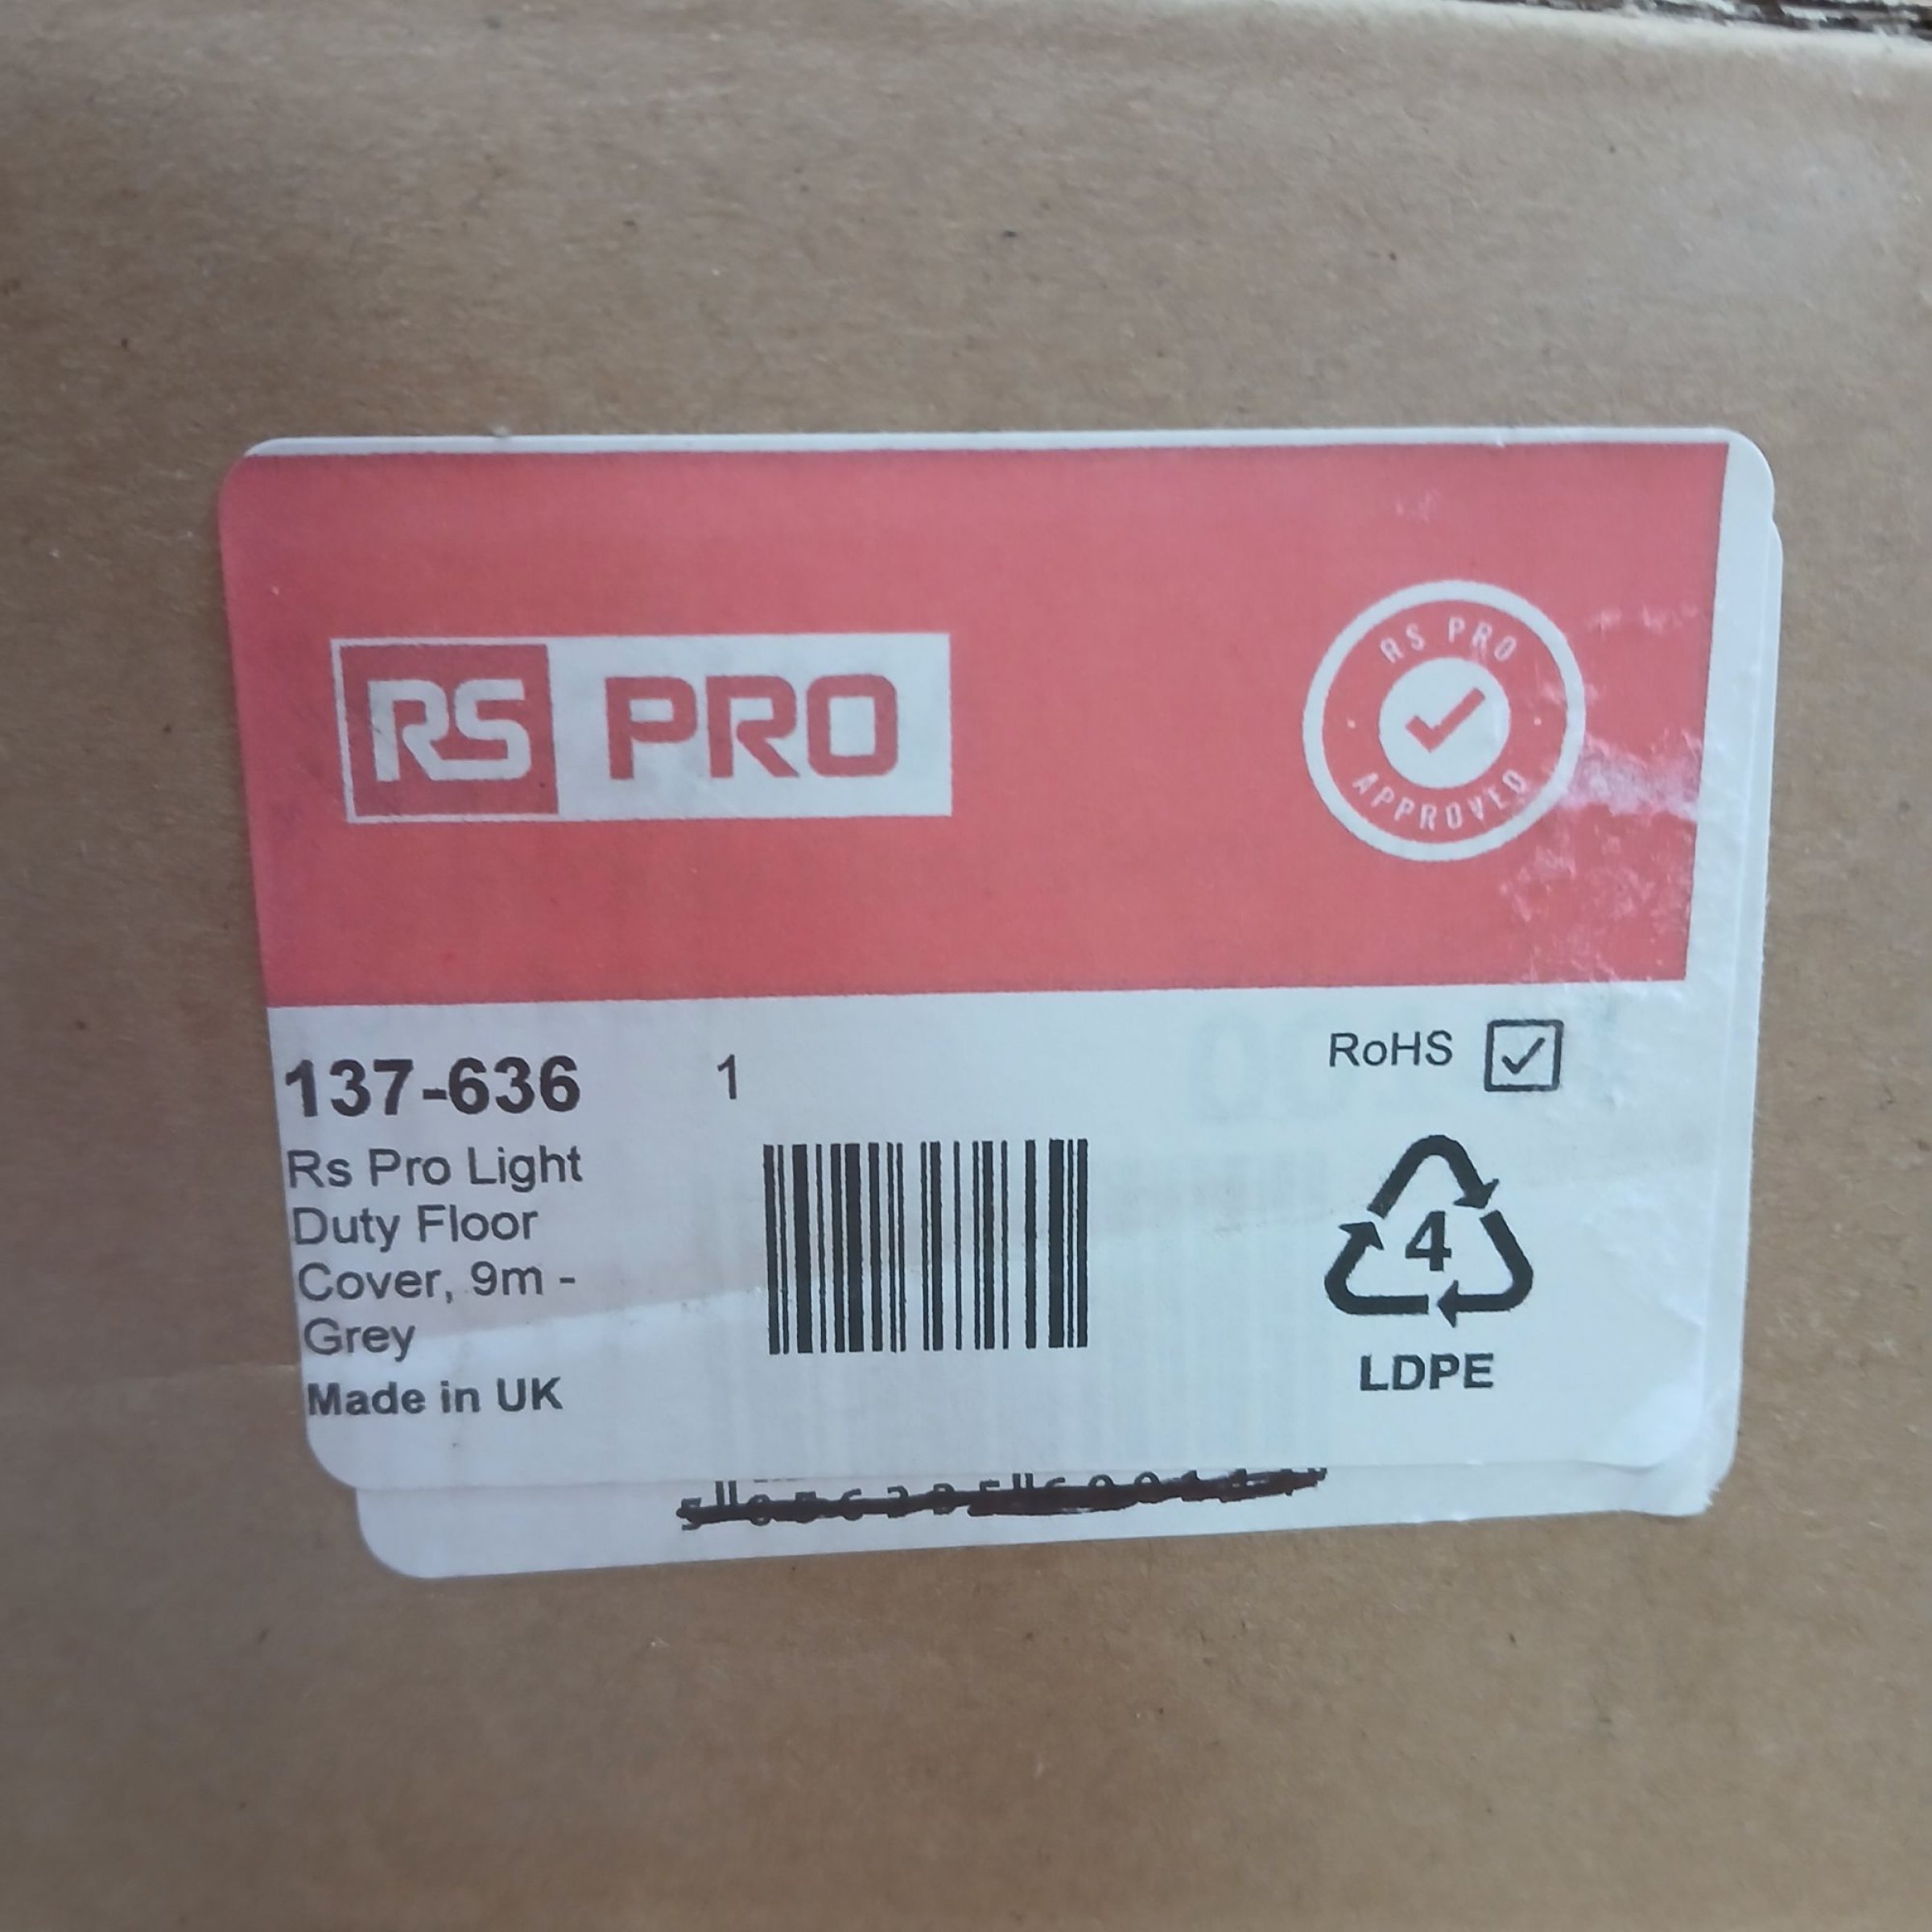 RS PRO
RS PRO
APPROVED
137-636
1
RoHS
Rs Pro Light
Duty Floor
Cover, 9m -
Grey
Made in UK
4
LDPE